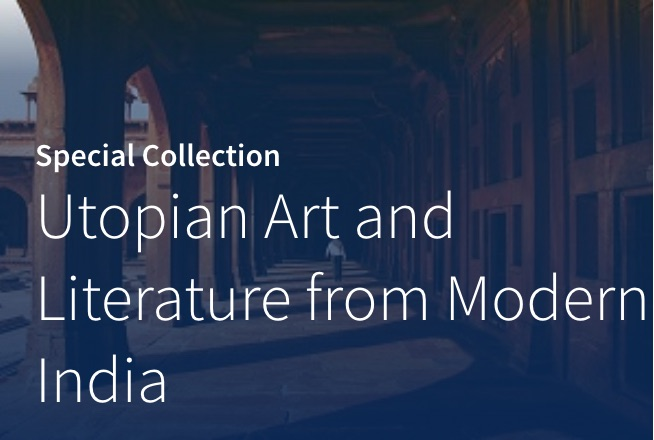 Special Collection
Utopian Art and
Literature from Modern
India